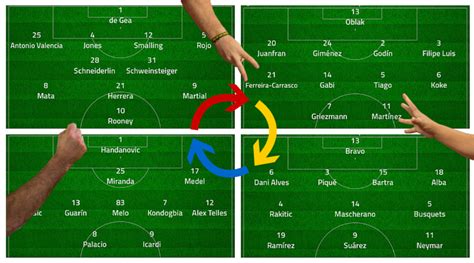 1
de Gea
25 4 12 5
Antonio Valencia Jones Smalling Rojo
28 31
Schneiderlin Schweinsteiger
8 21 9
Mata Herrera Martial
10
Rooney
13
Oblak
20 24 2 3
Juanfran Giménez Godín Filipe Luis
21 14 5 6
Ferreira-Carrasco Gabi Tiago Koke
7 11
Griezmann Martínez
1
Handanovic
25 17
Miranda Medel
13 83 7 12
Guarín Melo Kondogbia Alex Telles
8 9
Palacio Icardi
13
Bravo
6 3 15 18
Dani Alves Piqué Bartra Alba
4 14 5
Rakitic Mascherano Busquets
19 9 11
Ramírez Suárez Neymar